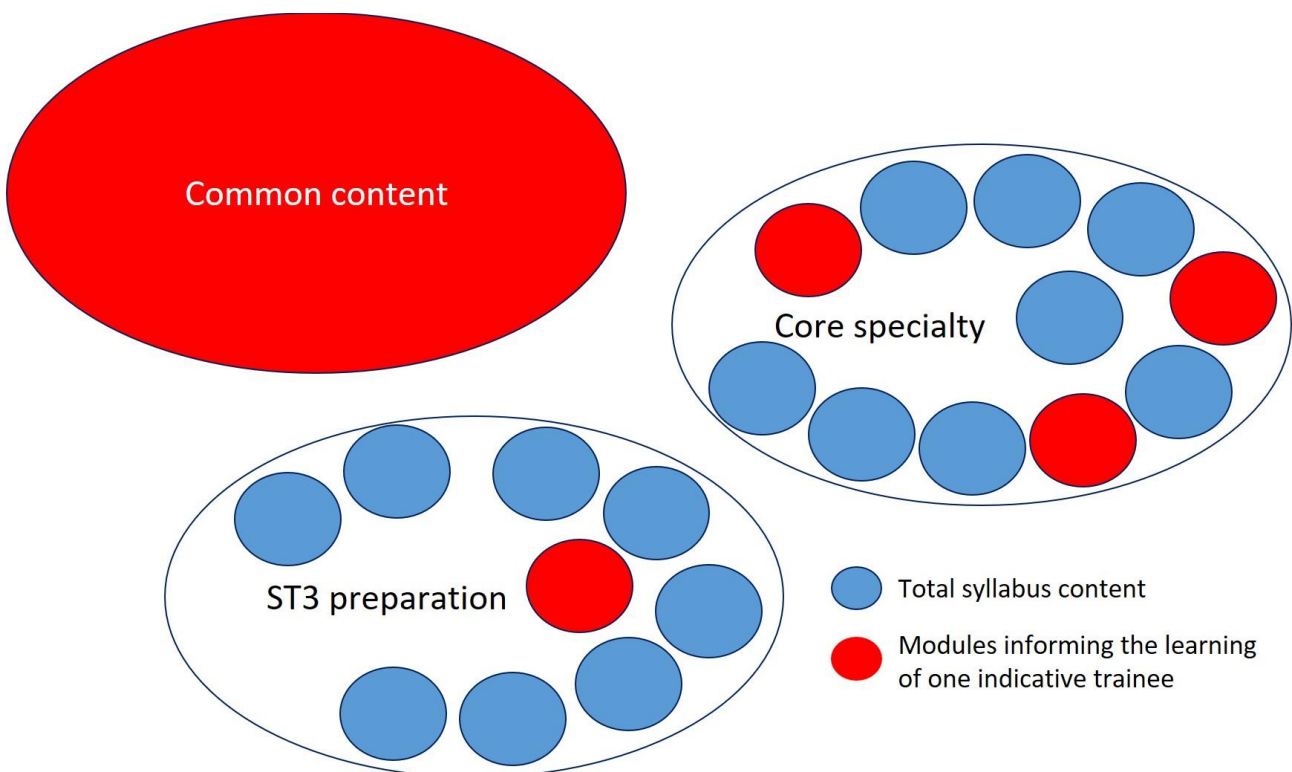 Common content
Core specialty
ST3 preparation
Total syllabus content
Modules informing the learning
of one indicative trainee